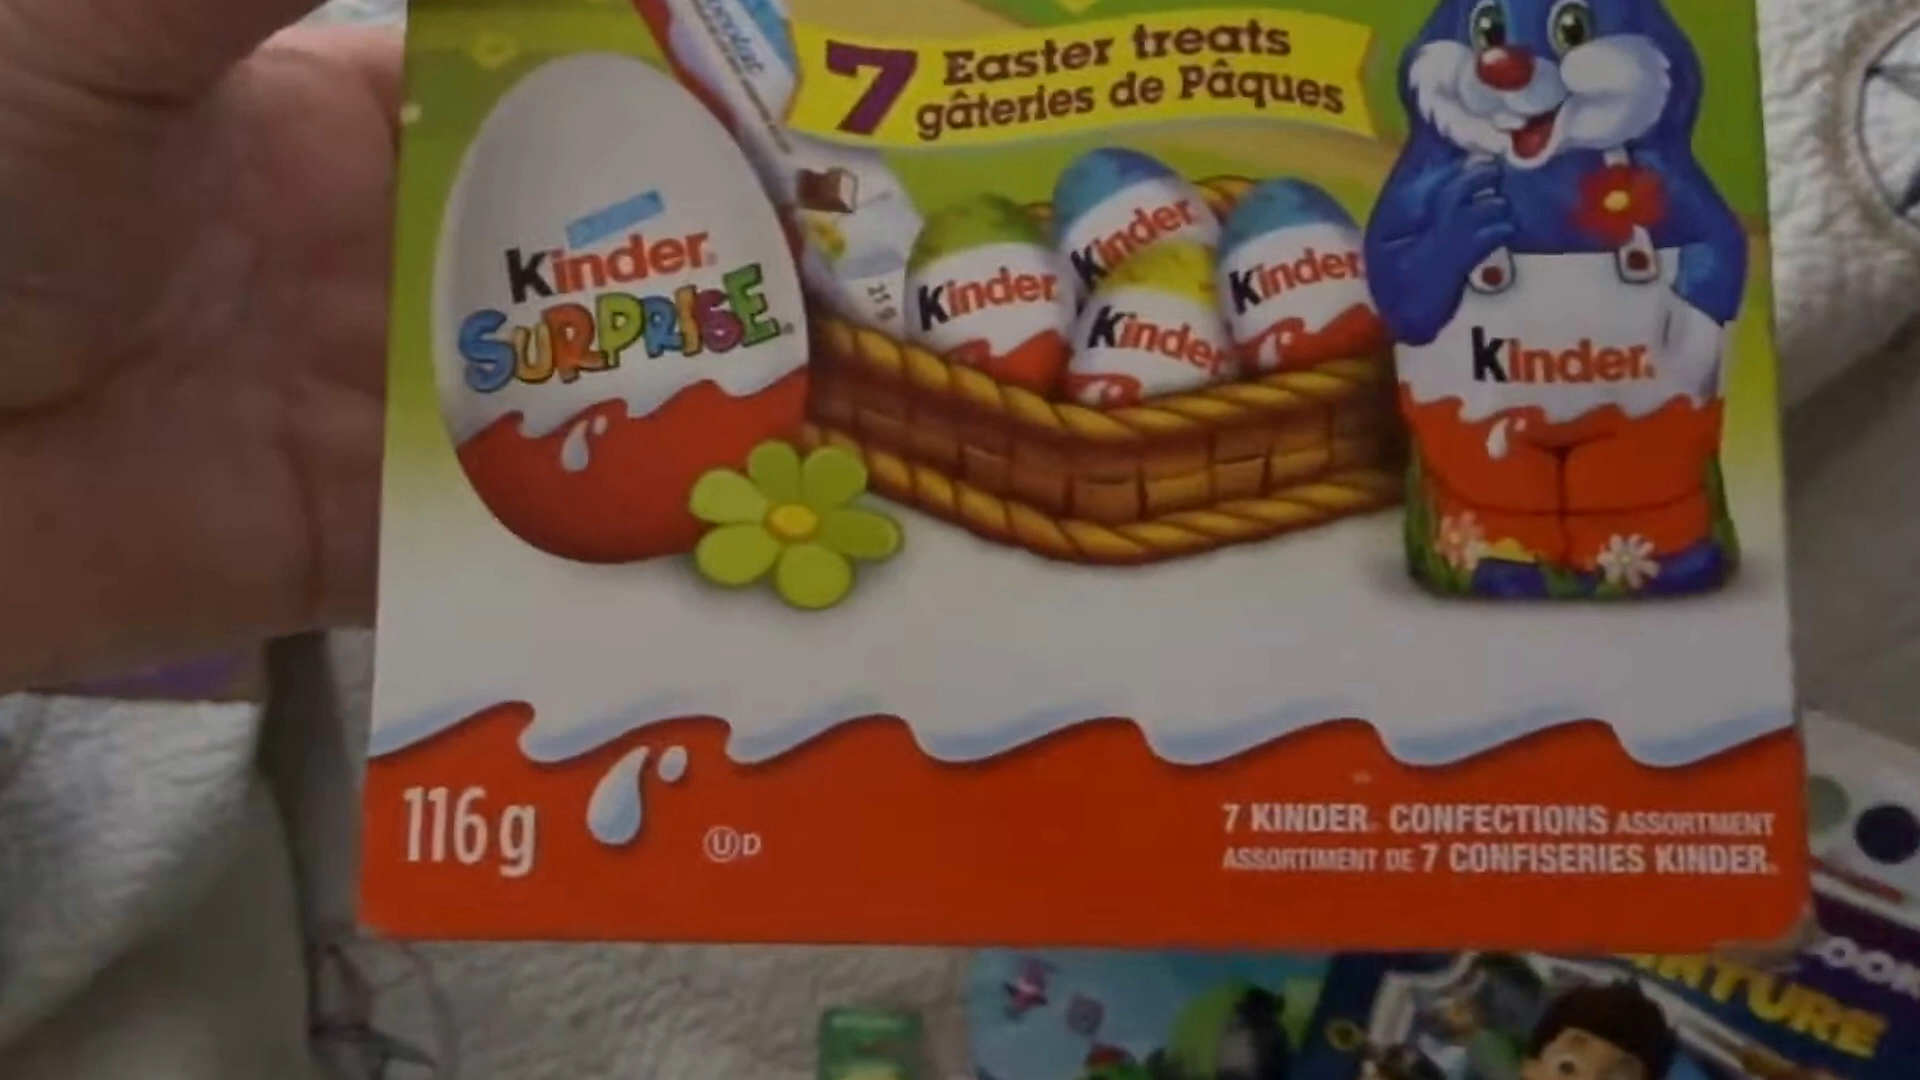 7 Easter treats
gâteries de Pâques
Kinder
SURPRISE
Kinder
Kinder
Kinder
Kinder
Kinder
116 g
U D
7 KINDER CONFECTIONS ASSORTMENT
ASSORTIMENT DE 7 CONFISERIES KINDER